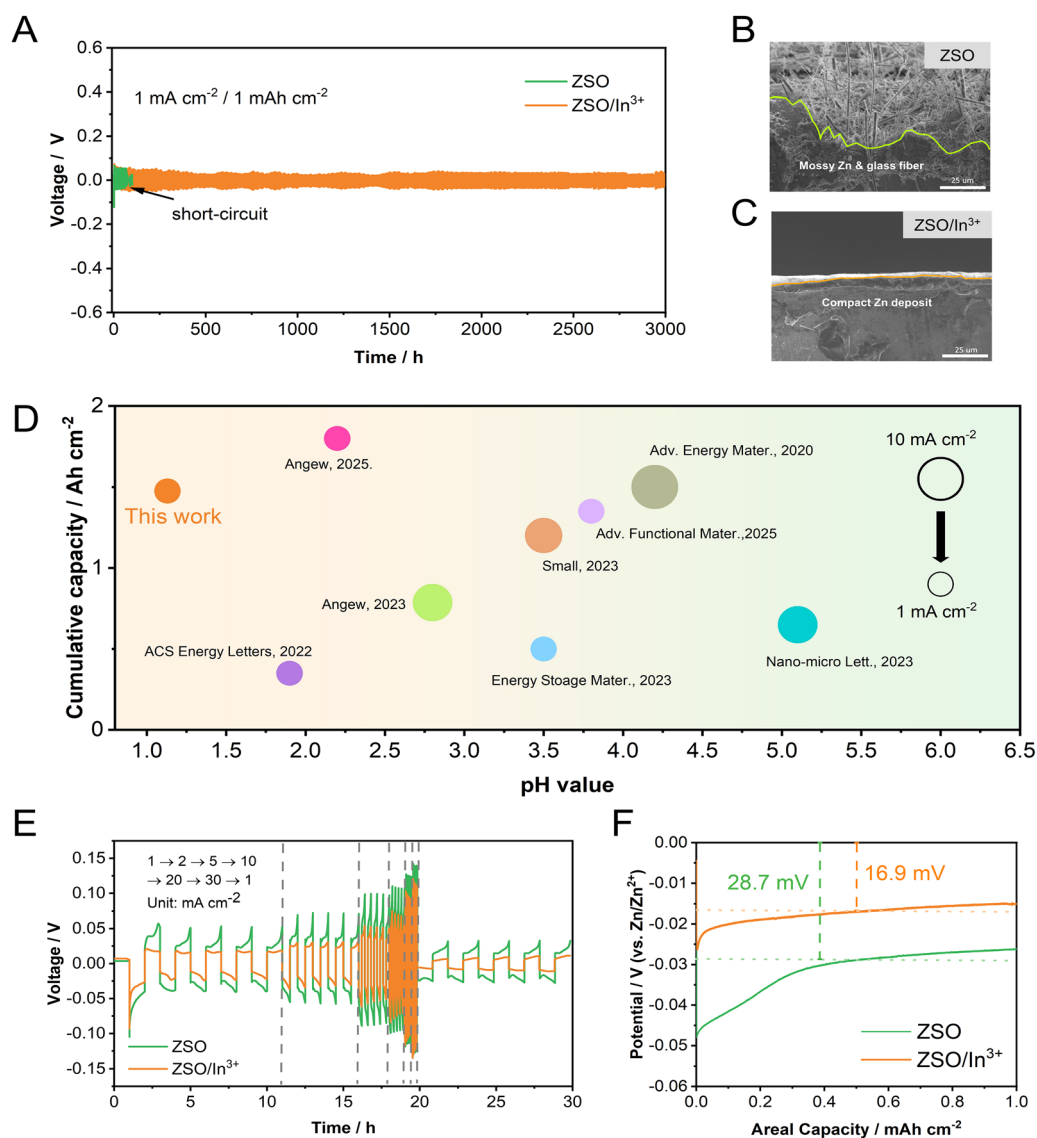 A
0.6
0.4
0.2
0.0
-0.2
-0.4
-0.6
Voltage / V
1 mA cm⁻² / 1 mAh cm⁻²
ZSO
ZSO/In³⁺
short-circuit
0
500
1000
1500
2000
2500
3000
Time / h
B
ZSO
Mossy Zn & glass fiber
25 um
C
ZSO/In³⁺
Compact Zn deposit
25 um
D
2
1
0
Cumulative capacity / Ah cm⁻²
Angew, 2025.
This work
Adv. Energy Mater., 2020
Adv. Functional Mater.,2025
Small, 2023
Angew, 2023
ACS Energy Letters, 2022
Energy Stoage Mater., 2023
Nano-micro Lett., 2023
10 mA cm⁻²
1 mA cm⁻²
1.0
1.5
2.0
2.5
3.0
3.5
4.0
4.5
5.0
5.5
6.0
6.5
pH value
E
0.15
0.10
0.05
0.00
-0.05
-0.10
-0.15
Voltage / V
1 → 2 → 5 → 10
→ 20 → 30 → 1
Unit: mA cm⁻²
ZSO
ZSO/In³⁺
0
5
10
15
20
25
30
Time / h
F
0.00
-0.01
-0.02
-0.03
-0.04
-0.05
-0.06
Potential / V (vs. Zn/Zn²⁺)
28.7 mV
16.9 mV
ZSO
ZSO/In³⁺
0.0
0.2
0.4
0.6
0.8
1.0
Areal Capacity / mAh cm⁻²